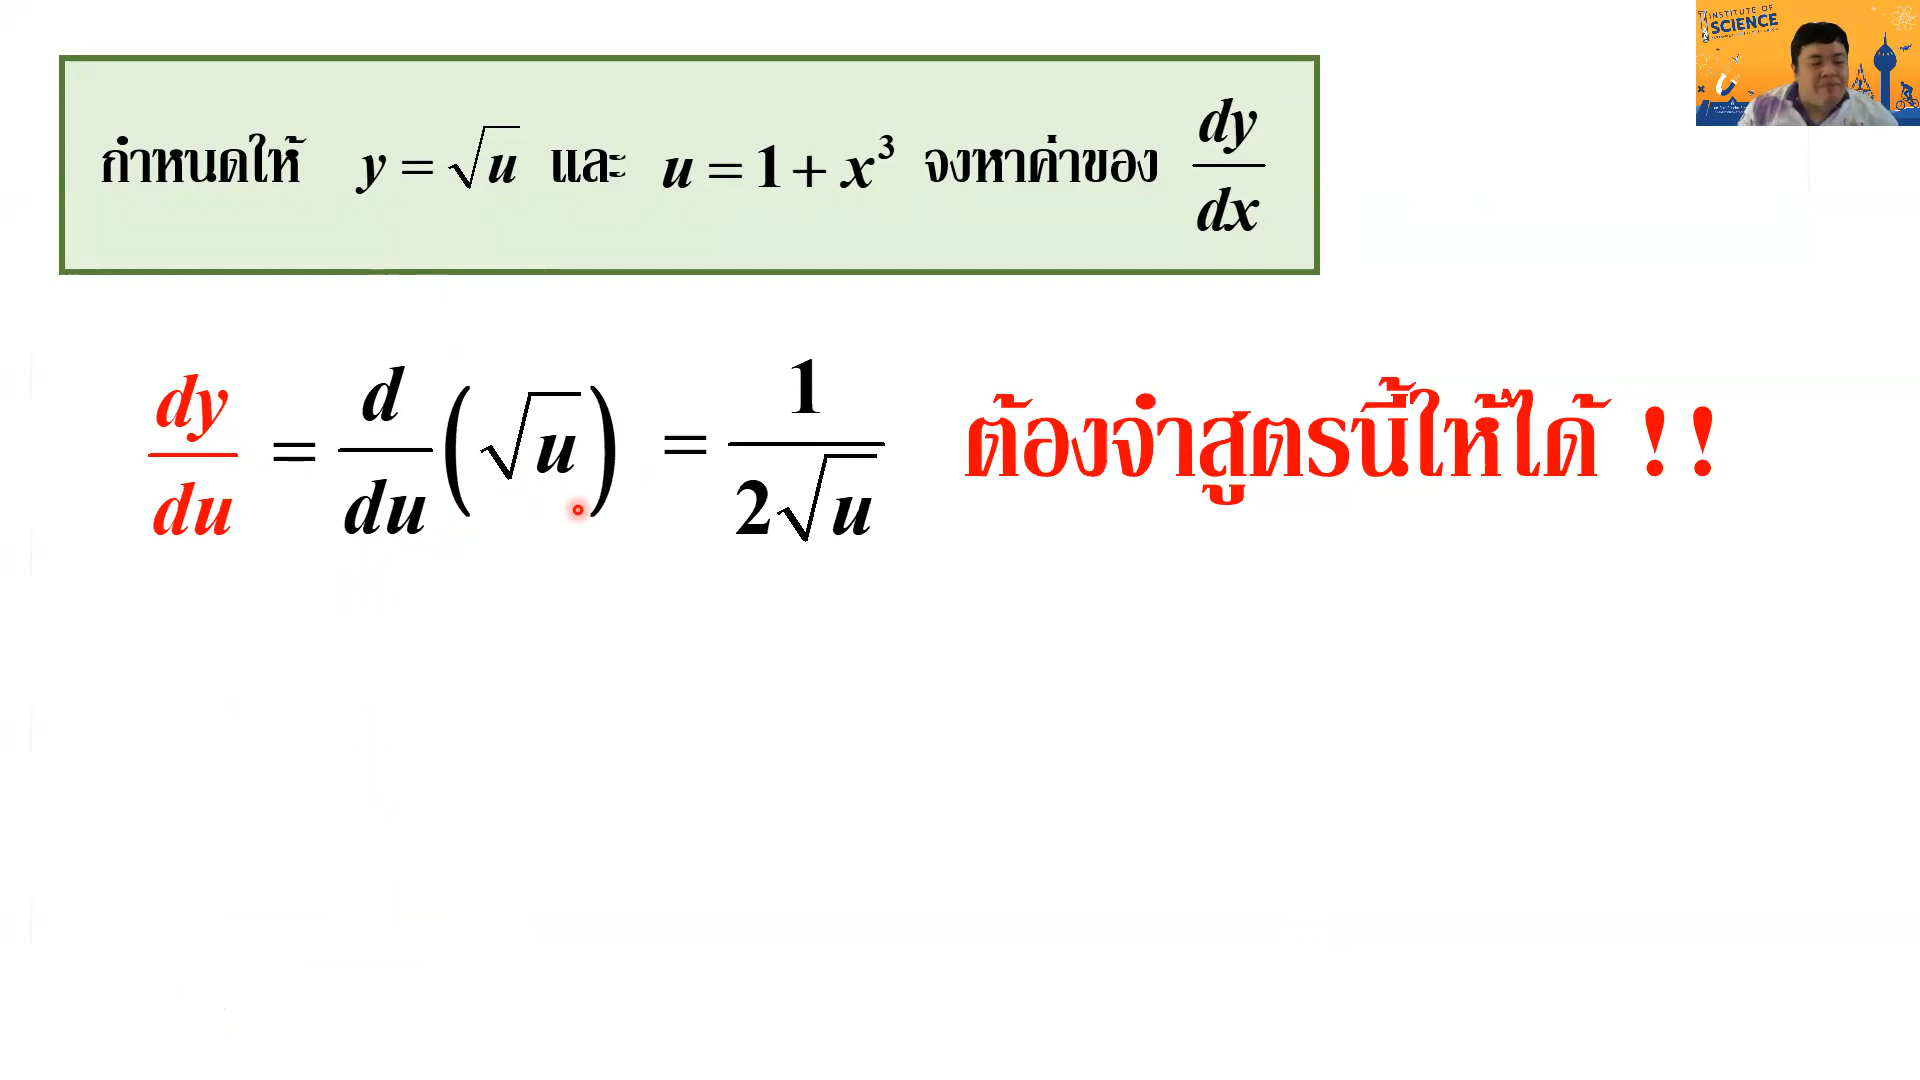 INSTITUTE OF
SCIENCE
กำหนดให้ y = √u และ u = 1 + x³ จงหาค่าของ dy/dx
dy/du = d/du (√u) = 1/(2√u) ต้องจำสูตรนี้ให้ได้ !!